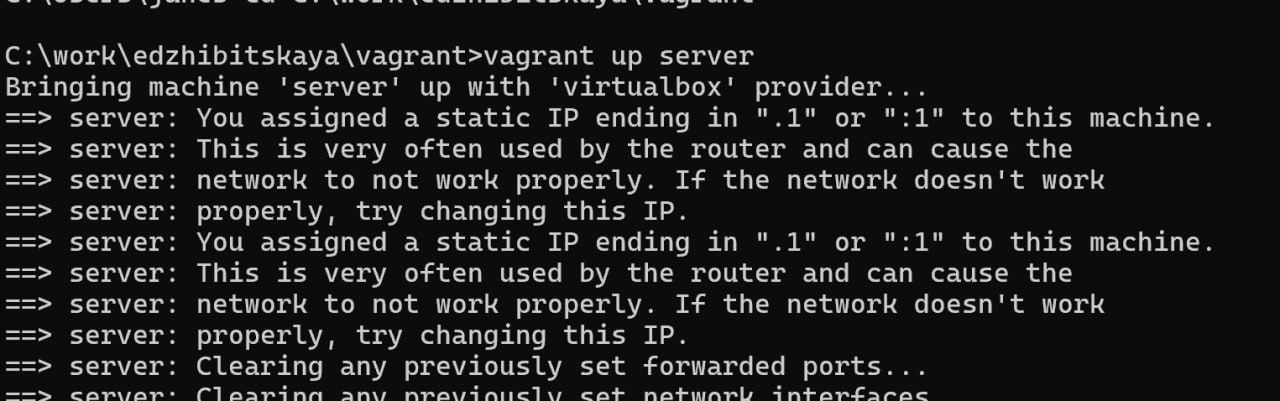 C:\work\edzhibitskaya\vagrant>vagrant up server
Bringing machine 'server' up with 'virtualbox' provider...
==> server: You assigned a static IP ending in ".1" or ":1" to this machine.
==> server: This is very often used by the router and can cause the
==> server: network to not work properly. If the network doesn't work
==> server: properly, try changing this IP.
==> server: You assigned a static IP ending in ".1" or ":1" to this machine.
==> server: This is very often used by the router and can cause the
==> server: network to not work properly. If the network doesn't work
==> server: properly, try changing this IP.
==> server: Clearing any previously set forwarded ports...
==> server: Clearing any previously set network interfaces